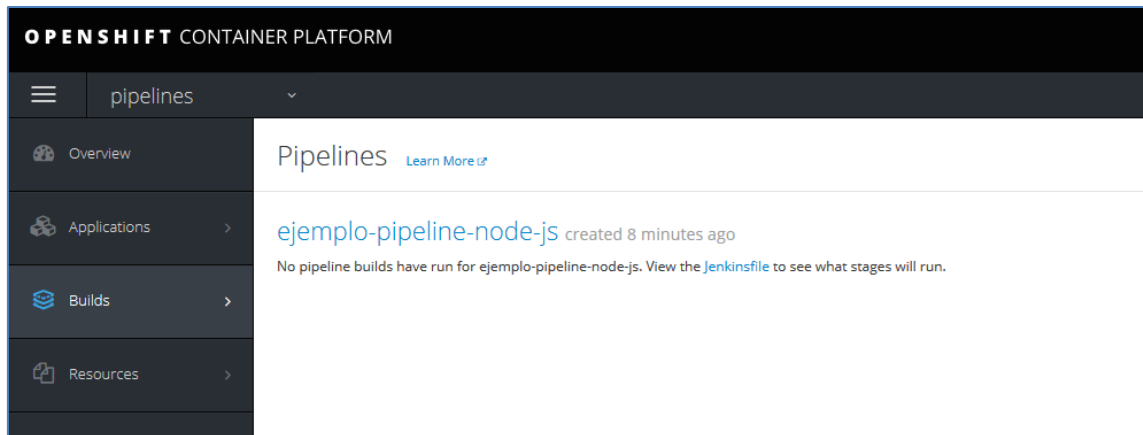 OPENSHIFT CONTAINER PLATFORM
pipelines
Overview
Pipelines Learn More
Applications
ejemplo-pipeline-node-js created 8 minutes ago
No pipeline builds have run for ejemplo-pipeline-node-js. View the Jenkinsfile to see what stages will run.
Builds
Resources